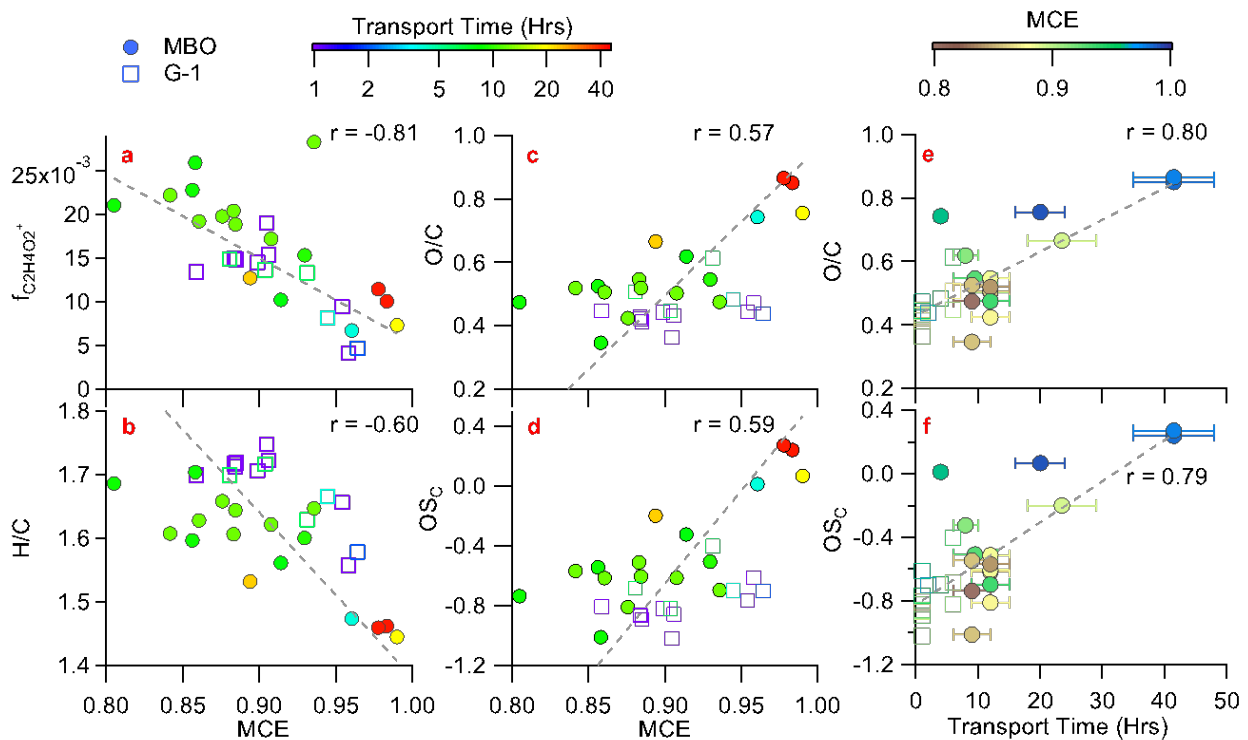 MBO
G-1
Transport Time (Hrs)
1 2 5 10 20 40
MCE
0.8 0.9 1.0
a
r = -0.81
f C2H4O2+
25x10-3
20
15
10
5
0
b
r = -0.60
H/C
1.8
1.7
1.6
1.5
1.4
0.80 0.85 0.90 0.95 1.00
MCE
c
r = 0.57
O/C
1.0
0.8
0.6
0.4
0.2
d
r = 0.59
OSC
0.4
0.0
-0.4
-0.8
-1.2
0.80 0.85 0.90 0.95 1.00
MCE
e
r = 0.80
O/C
1.0
0.8
0.6
0.4
0.2
f
r = 0.79
OSC
0.4
0.0
-0.4
-0.8
-1.2
0 10 20 30 40 50
Transport Time (Hrs)